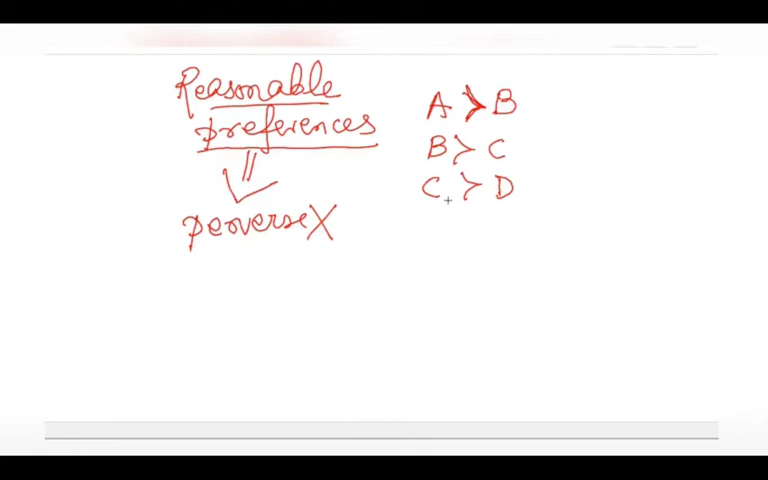 Reasonable
preferences
perverse X
A ≻ B
B ≻ C
C ≻ D